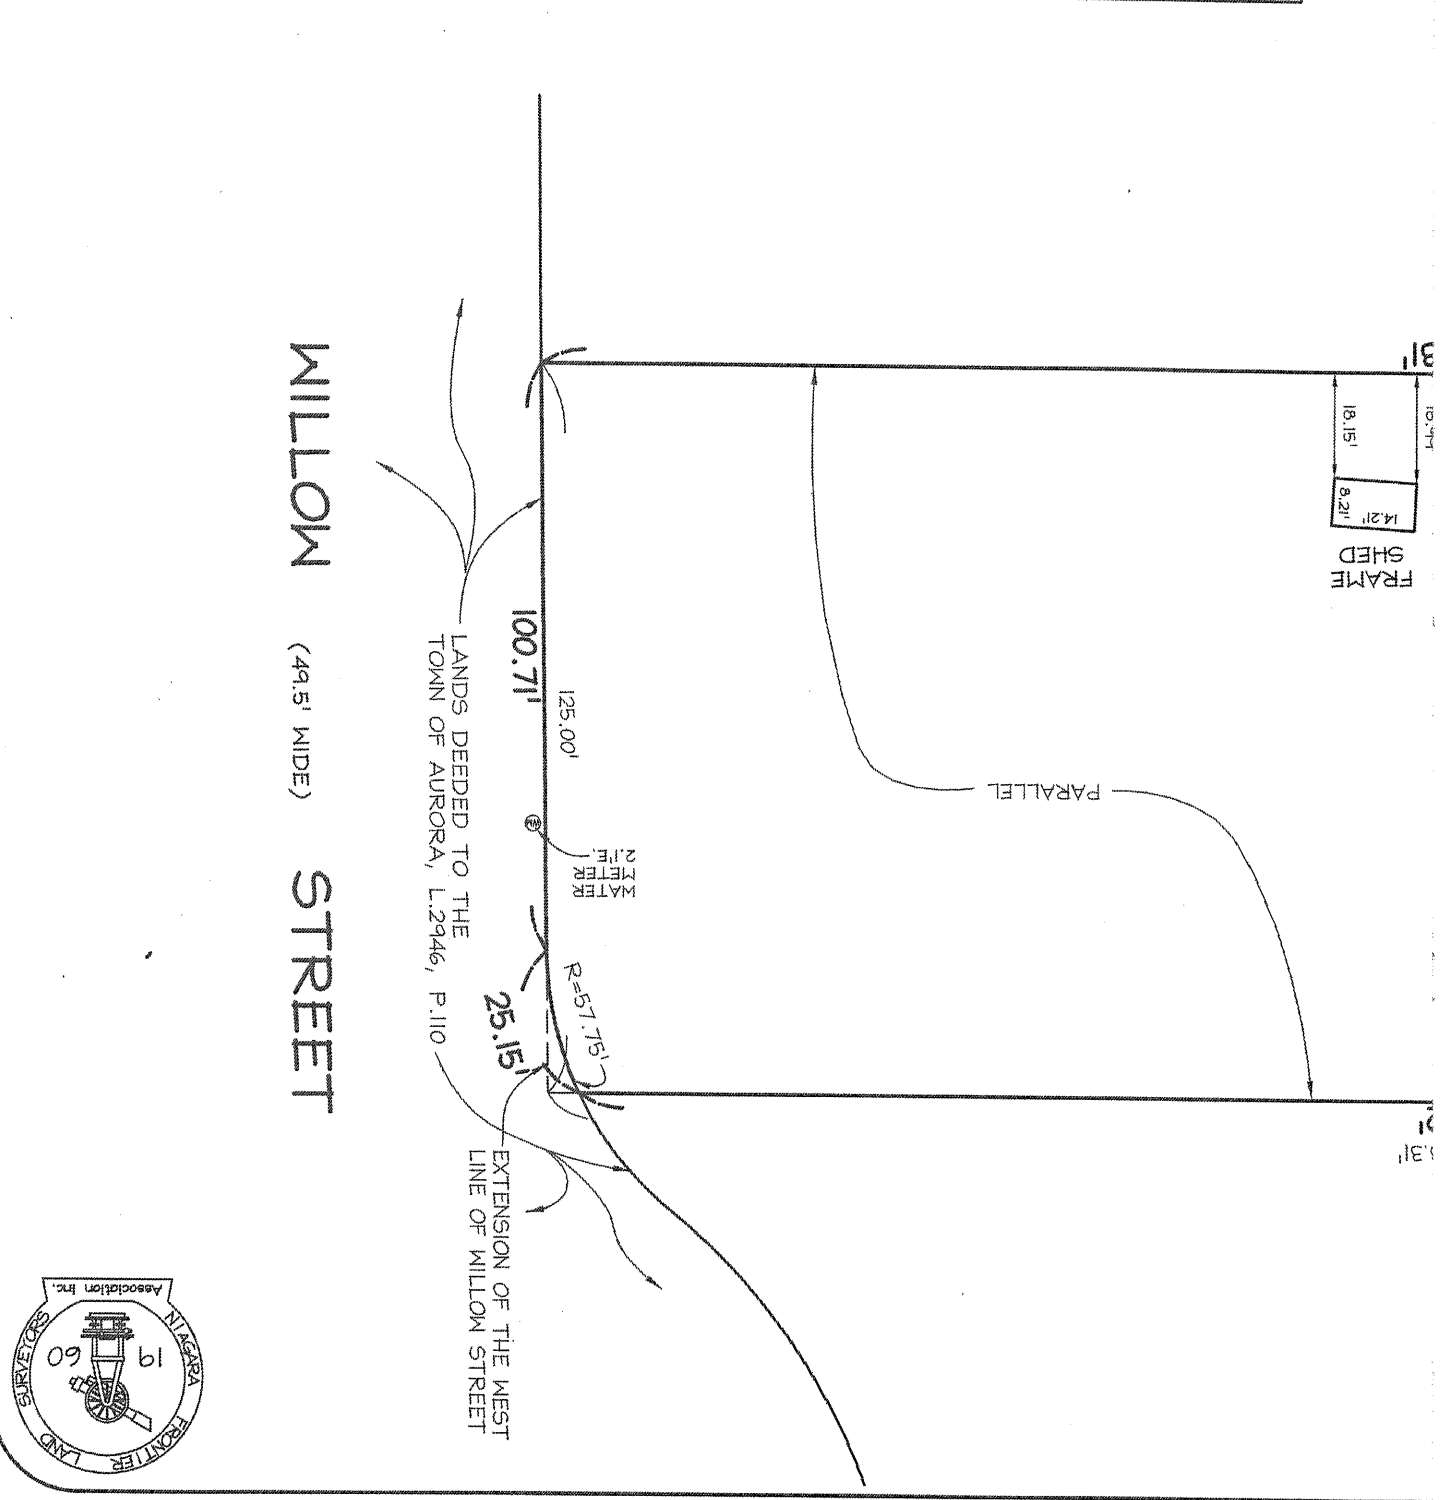 WILLOW STREET
(49.5' WIDE)
LANDS DEEDED TO THE
TOWN OF AURORA, L.2946, P.110
100.71'
125.00'
WATER
METER
2.1'E.
WM
25.15'
R=57.75'
EXTENSION OF THE WEST
LINE OF WILLOW STREET
PARALLEL
18.15'
8.21'
14.21'
FRAME
SHED
NIAGARA FRONTIER LAND SURVEYORS
Association Inc.
19 60